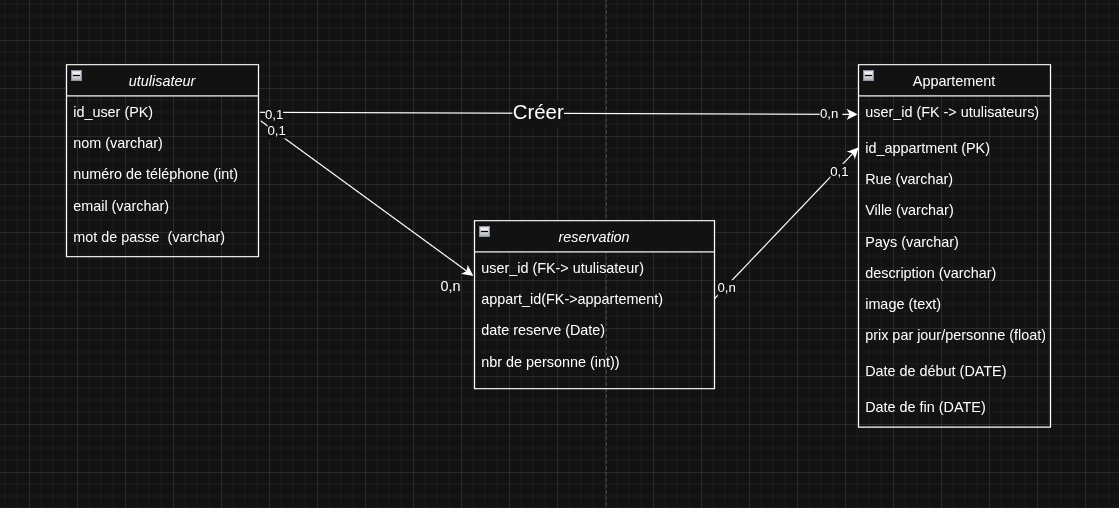 utulisateur
id_user (PK)
nom (varchar)
numéro de téléphone (int)
email (varchar)
mot de passe  (varchar)
0,1
Créer
0,n
0,1
0,n
reservation
user_id (FK-> utulisateur)
appart_id(FK->appartement)
date reserve (Date)
nbr de personne (int))
0,n
0,1
Appartement
user_id (FK -> utulisateurs)
id_appartment (PK)
Rue (varchar)
Ville (varchar)
Pays (varchar)
description (varchar)
image (text)
prix par jour/personne (float)
Date de début (DATE)
Date de fin (DATE)